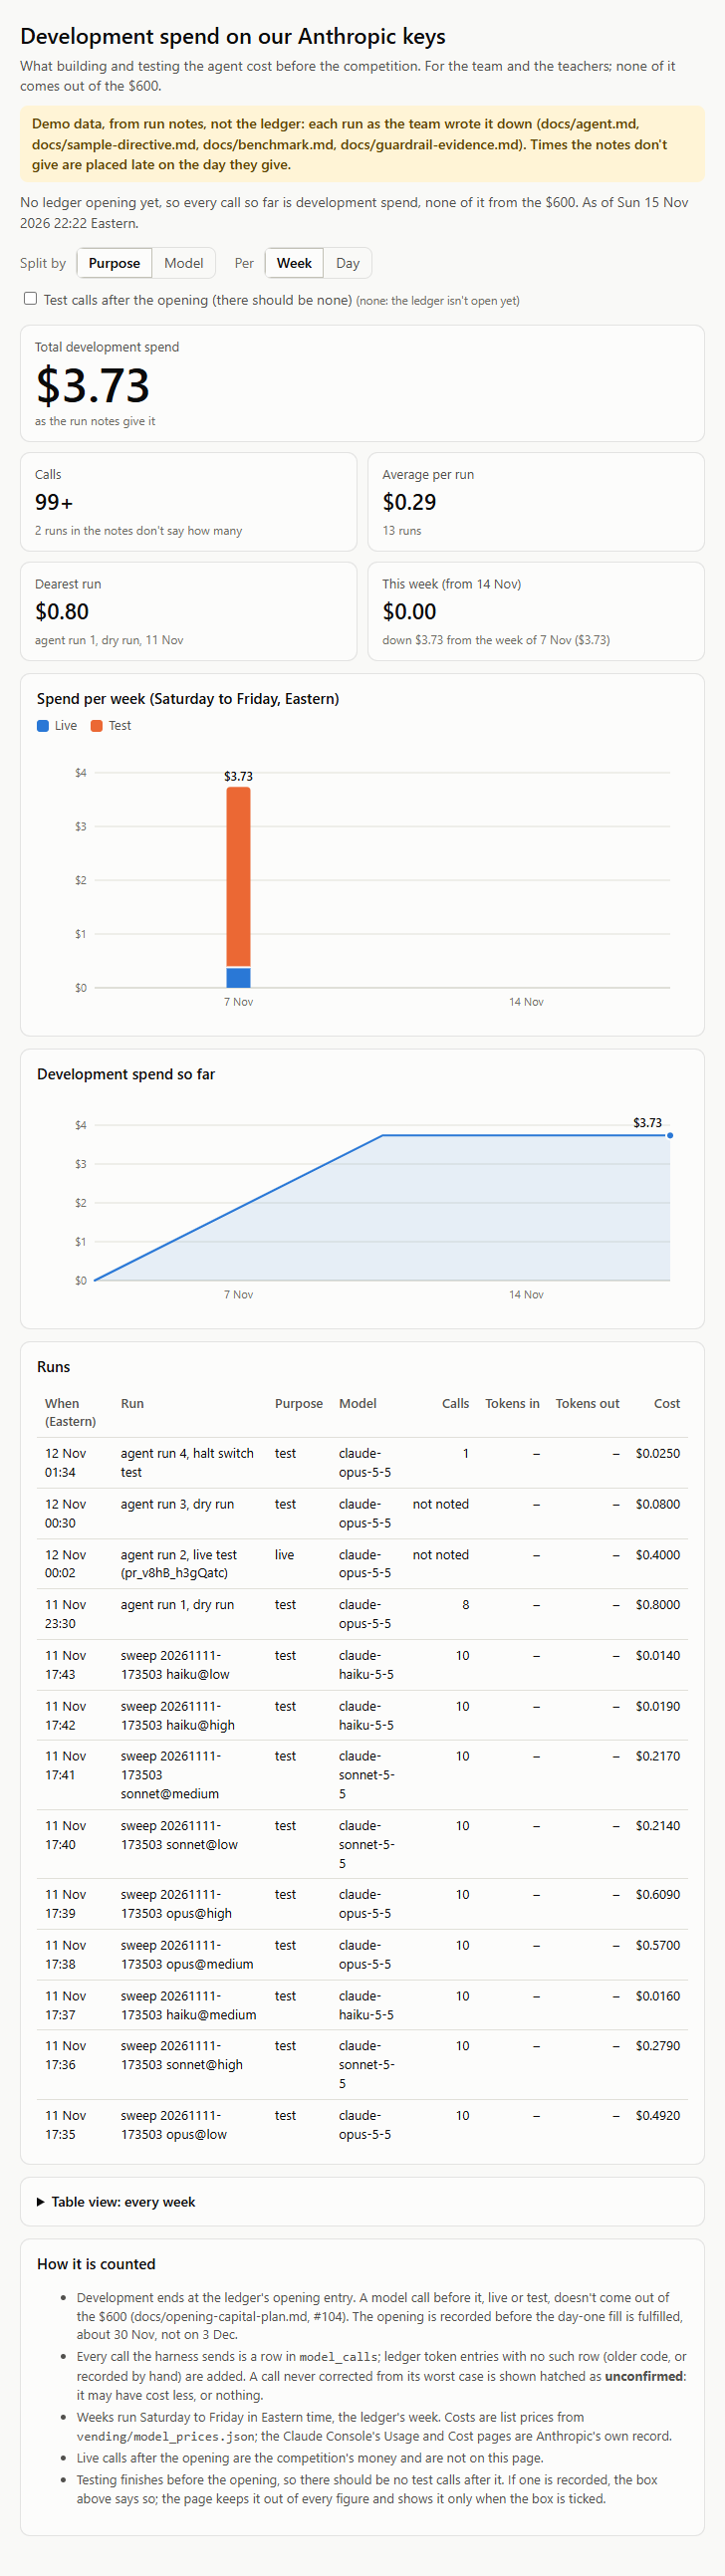 Development spend on our Anthropic keys
What building and testing the agent cost before the competition. For the team and the teachers; none of it
comes out of the $600.
Demo data, from run notes, not the ledger: each run as the team wrote it down (docs/agent.md,
docs/sample-directive.md, docs/benchmark.md, docs/guardrail-evidence.md). Times the notes don't
give are placed late on the day they give.
No ledger opening yet, so every call so far is development spend, none of it from the $600. As of Sun 15 Nov
2026 22:22 Eastern.
Split by Purpose Model Per Week Day
Test calls after the opening (there should be none) (none: the ledger isn't open yet)
Total development spend
$3.73
as the run notes give it
Calls
99+
2 runs in the notes don't say how many
Average per run
$0.29
13 runs
Dearest run
$0.80
agent run 1, dry run, 11 Nov
This week (from 14 Nov)
$0.00
down $3.73 from the week of 7 Nov ($3.73)
Spend per week (Saturday to Friday, Eastern)
Live Test
$3.73
$4
$3
$2
$1
$0
7 Nov 14 Nov
Development spend so far
$3.73
$4
$3
$2
$1
$0
7 Nov 14 Nov
Runs
When Run Purpose Model Calls Tokens in Tokens out Cost
(Eastern)
12 Nov agent run 4, halt switch test claude- 1 – – $0.0250
01:34 test opus-5-5
12 Nov agent run 3, dry run test claude- not noted – – $0.0800
00:30 opus-5-5
12 Nov agent run 2, live test live claude- not noted – – $0.4000
00:02 (pr_v8hB_h3gQatc) opus-5-5
11 Nov agent run 1, dry run test claude- 8 – – $0.8000
23:30 opus-5-5
11 Nov sweep 20261111- test claude- 10 – – $0.0140
17:43 173503 haiku@low haiku-5-5
11 Nov sweep 20261111- test claude- 10 – – $0.0190
17:42 173503 haiku@high haiku-5-5
11 Nov sweep 20261111- test claude- 10 – – $0.2170
17:41 173503 sonnet-5-
sonnet@medium 5
11 Nov sweep 20261111- test claude- 10 – – $0.2140
17:40 173503 sonnet@low sonnet-5-
5
11 Nov sweep 20261111- test claude- 10 – – $0.6090
17:39 173503 opus@high opus-5-5
11 Nov sweep 20261111- test claude- 10 – – $0.5700
17:38 173503 opus@medium opus-5-5
11 Nov sweep 20261111- test claude- 10 – – $0.0160
17:37 173503 haiku@medium haiku-5-5
11 Nov sweep 20261111- test claude- 10 – – $0.2790
17:36 173503 sonnet@high sonnet-5-
5
11 Nov sweep 20261111- test claude- 10 – – $0.4920
17:35 173503 opus@low opus-5-5
Table view: every week
How it is counted
• Development ends at the ledger's opening entry. A model call before it, live or test, doesn't come out of
the $600 (docs/opening-capital-plan.md, #104). The opening is recorded before the day-one fill is fulfilled,
about 30 Nov, not on 3 Dec.
• Every call the harness sends is a row in model_calls; ledger token entries with no such row (older code, or
recorded by hand) are added. A call never corrected from its worst case is shown hatched as unconfirmed:
it may have cost less, or nothing.
• Weeks run Saturday to Friday in Eastern time, the ledger's week. Costs are list prices from
vending/model_prices.json; the Claude Console's Usage and Cost pages are Anthropic's own record.
• Live calls after the opening are the competition's money and are not on this page.
• Testing finishes before the opening, so there should be no test calls after it. If one is recorded, the box
above says so; the page keeps it out of every figure and shows it only when the box is ticked.